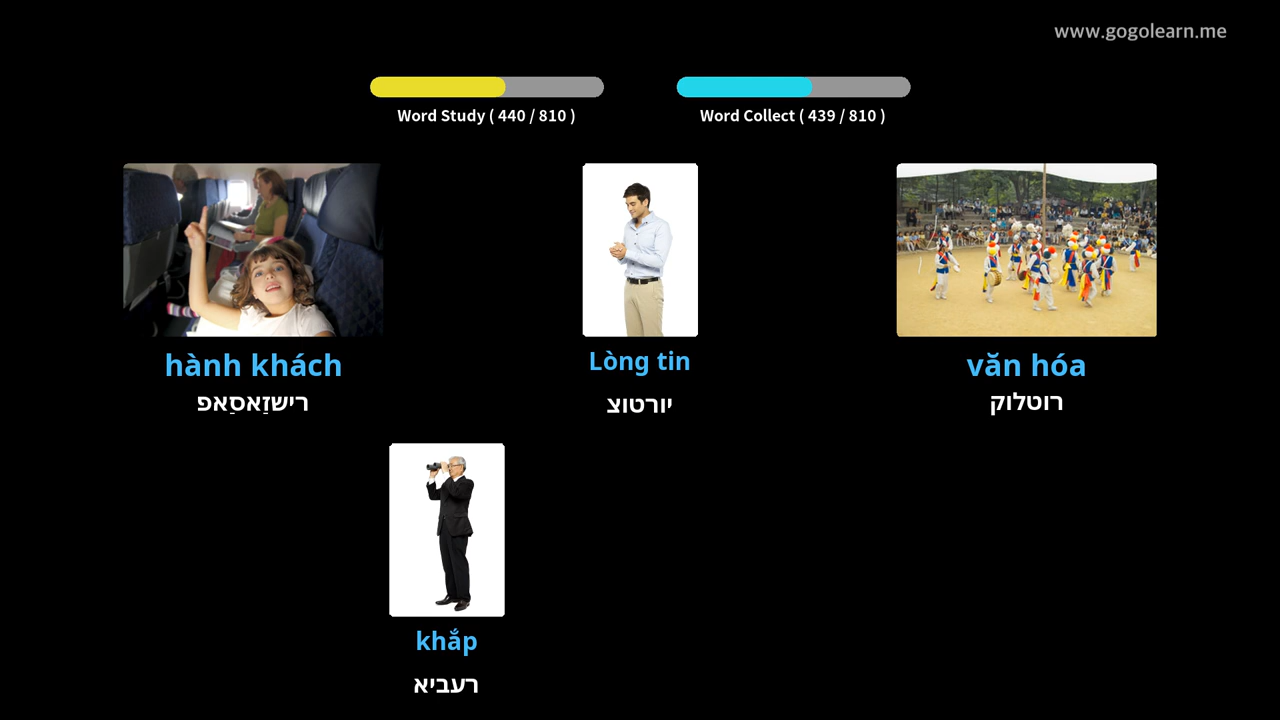 www.gogolearn.me
Word Study ( 440 / 810 )
Word Collect ( 439 / 810 )
hành khách
רישזַאסַאפ
Lòng tin
יורטוצ
văn hóa
רוטלוק
khắp
רעביא